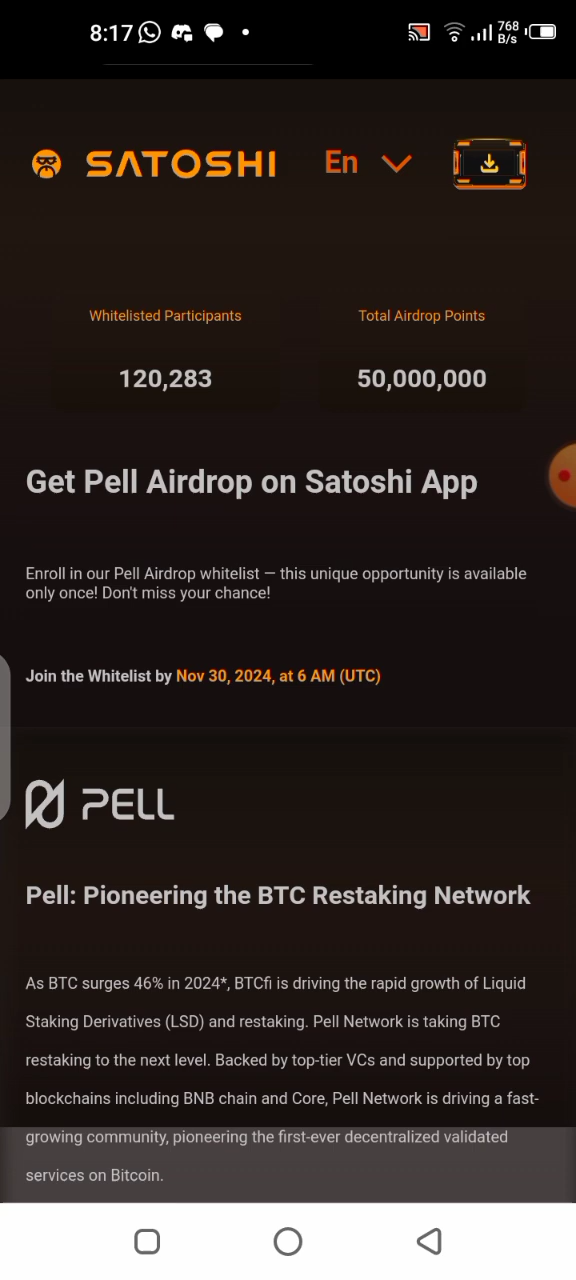 8:17
768
B/s
SATOSHI
En
Whitelisted Participants
Total Airdrop Points
120,283
50,000,000
Get Pell Airdrop on Satoshi App
Enroll in our Pell Airdrop whitelist — this unique opportunity is available
only once! Don't miss your chance!
Join the Whitelist by Nov 30, 2024, at 6 AM (UTC)
PELL
Pell: Pioneering the BTC Restaking Network
As BTC surges 46% in 2024*, BTCfi is driving the rapid growth of Liquid
Staking Derivatives (LSD) and restaking. Pell Network is taking BTC
restaking to the next level. Backed by top-tier VCs and supported by top
blockchains including BNB chain and Core, Pell Network is driving a fast-
growing community, pioneering the first-ever decentralized validated
services on Bitcoin.